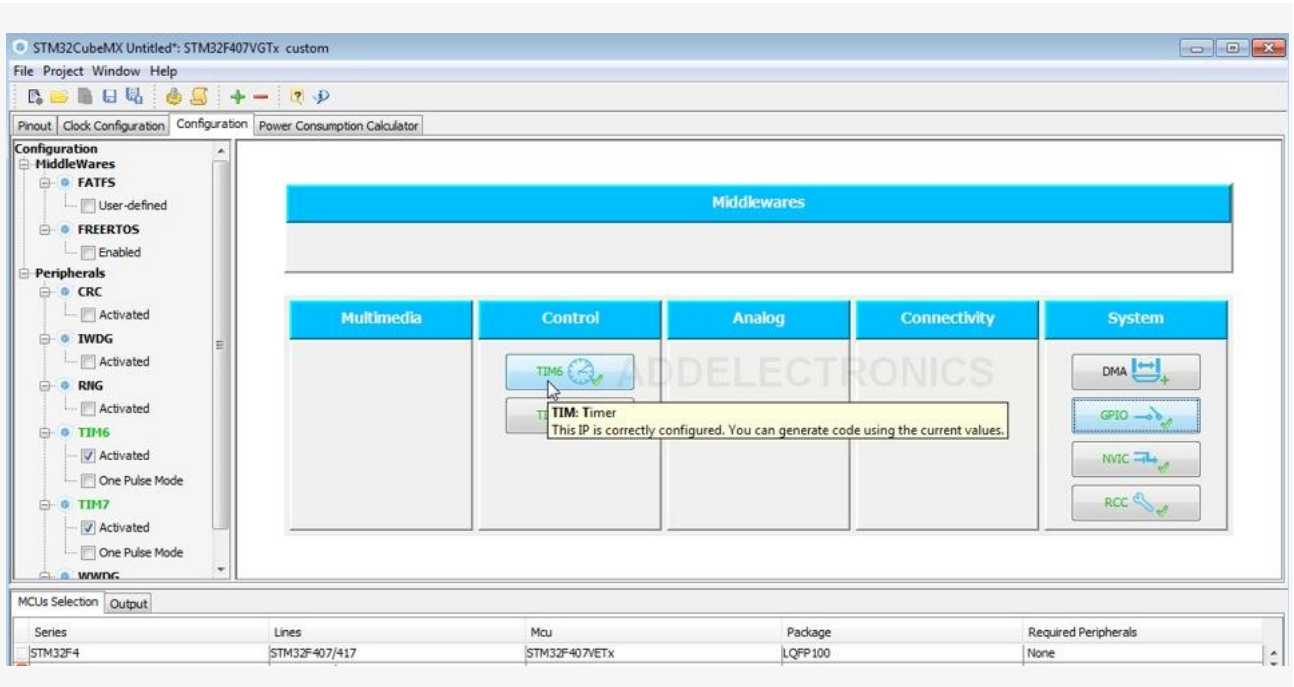 STM32CubeMX Untitled*: STM32F407VGTx custom
File Project Window Help
Pinout Clock Configuration Configuration Power Consumption Calculator
Configuration
MiddleWares
FATFS
User-defined
FREERTOS
Enabled
Peripherals
CRC
Activated
IWDG
Activated
RNG
Activated
TIM6
Activated
One Pulse Mode
TIM7
Activated
One Pulse Mode
WWDG
Middlewares
Multimedia Control Analog Connectivity System
TIM6
ADDELECTRONICS
TIM: Timer
This IP is correctly configured. You can generate code using the current values.
DMA
GPIO
NVIC
RCC
MCUs Selection Output
Series Lines Mcu Package Required Peripherals
STM32F4 STM32F407/417 STM32F407VETx LQFP100 None